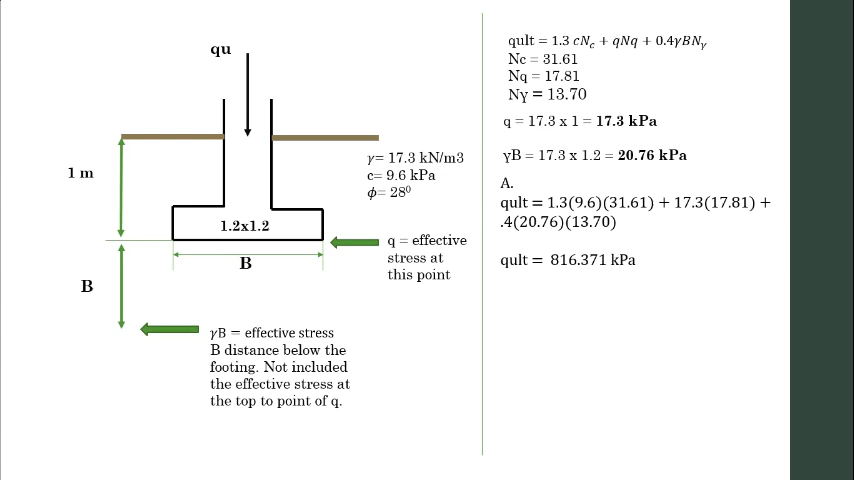 qu
1 m
γ= 17.3 kN/m3
c= 9.6 kPa
ϕ= 28⁰
1.2x1.2
q = effective
stress at
this point
B
B
γB = effective stress
B distance below the
footing. Not included
the effective stress at
the top to point of q.
qult = 1.3 cN_c + qNq + 0.4γBN_γ
Nc = 31.61
Nq = 17.81
Nγ = 13.70
q = 17.3 x 1 = 17.3 kPa
γB = 17.3 x 1.2 = 20.76 kPa
A.
qult = 1.3(9.6)(31.61) + 17.3(17.81) +
.4(20.76)(13.70)
qult = 816.371 kPa